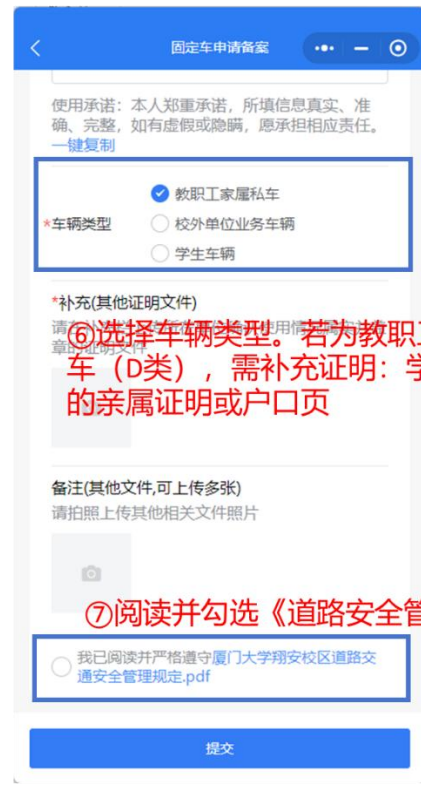 固定车申请备案
使用承诺：本人郑重承诺，所填信息真实、准
确、完整，如有虚假或隐瞒，愿承担相应责任。
一键复制
教职工家属私车
*车辆类型
校外单位业务车辆
学生车辆
*补充(其他证明文件)
⑥选择车辆类型。若为教职
车（D类），需补充证明：
的亲属证明或户口页
备注(其他文件,可上传多张)
请拍照上传其他相关文件照片
⑦阅读并勾选《道路安全管
我已阅读并严格遵守厦门大学翔安校区道路交
通安全管理规定.pdf
提交